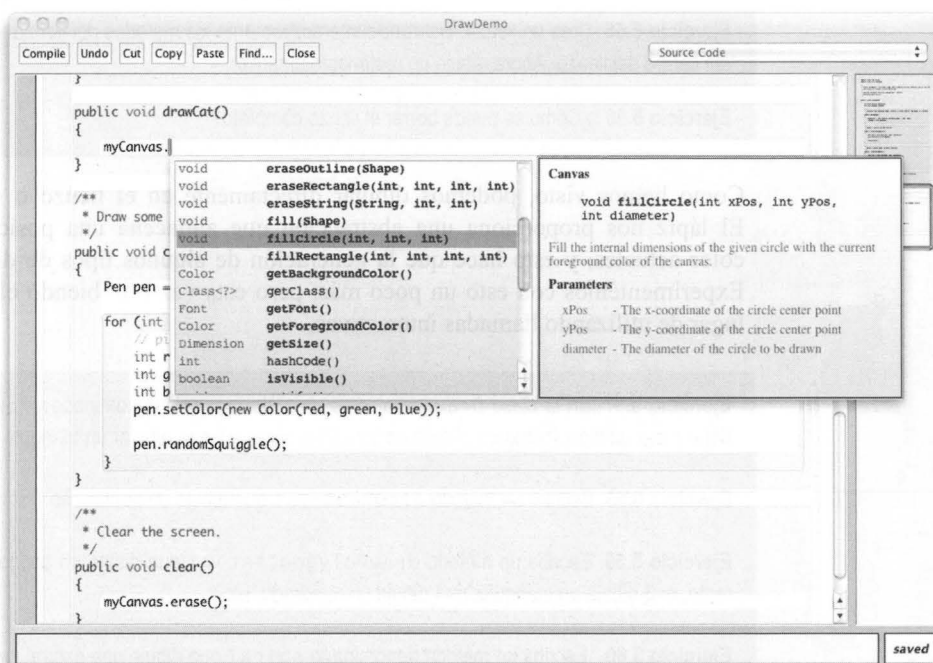 DrawDemo
Compile Undo Cut Copy Paste Find... Close
Source Code
}
public void drawCat()
{
myCanvas.
}
/**
* Draw some
*/
public void
{
Pen pen =
for (int
int r
int g
int b
pen.setColor(new Color(red, green, blue));
pen.randomSquiggle();
}
}
/**
* Clear the screen.
*/
public void clear()
{
myCanvas.erase();
}
void eraseOutline(Shape)
void eraseRectangle(int, int, int, int)
void eraseString(String, int, int)
void fill(Shape)
void fillCircle(int, int, int)
void fillRectangle(int, int, int, int)
Color getBackgroundColor()
Class<?> getClass()
Font getFont()
Color getForegroundColor()
Dimension getSize()
int hashCode()
boolean isVisible()
Canvas
void fillCircle(int xPos, int yPos,
int diameter)
Fill the internal dimensions of the given circle with the current
foreground color of the canvas.
Parameters
xPos - The x-coordinate of the circle center point
yPos - The y-coordinate of the circle center point
diameter - The diameter of the circle to be drawn
saved